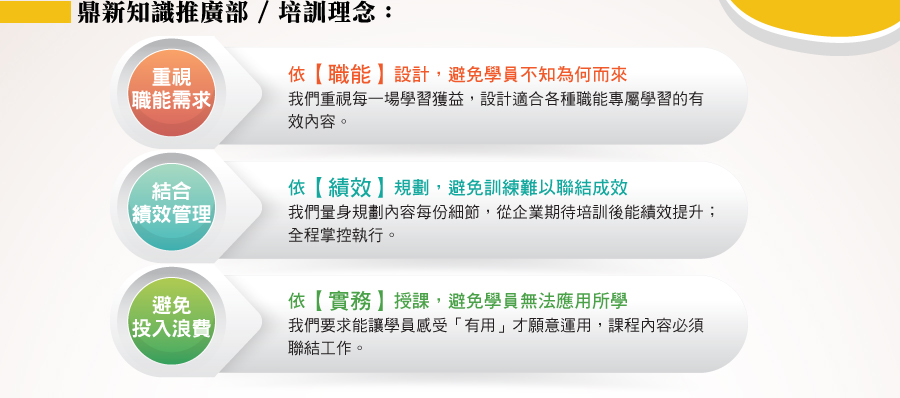 鼎新知識推廣部 / 培訓理念：
重視
職能需求
依【職能】設計，避免學員不知為何而來
我們重視每一場學習獲益，設計適合各種職能專屬學習的有
效內容。
結合
績效管理
依【績效】規劃，避免訓練難以聯結成效
我們量身規劃內容每份細節，從企業期待培訓後能績效提升；
全程掌控執行。
避免
投入浪費
依【實務】授課，避免學員無法應用所學
我們要求能讓學員感受「有用」才願意運用，課程內容必須
聯結工作。